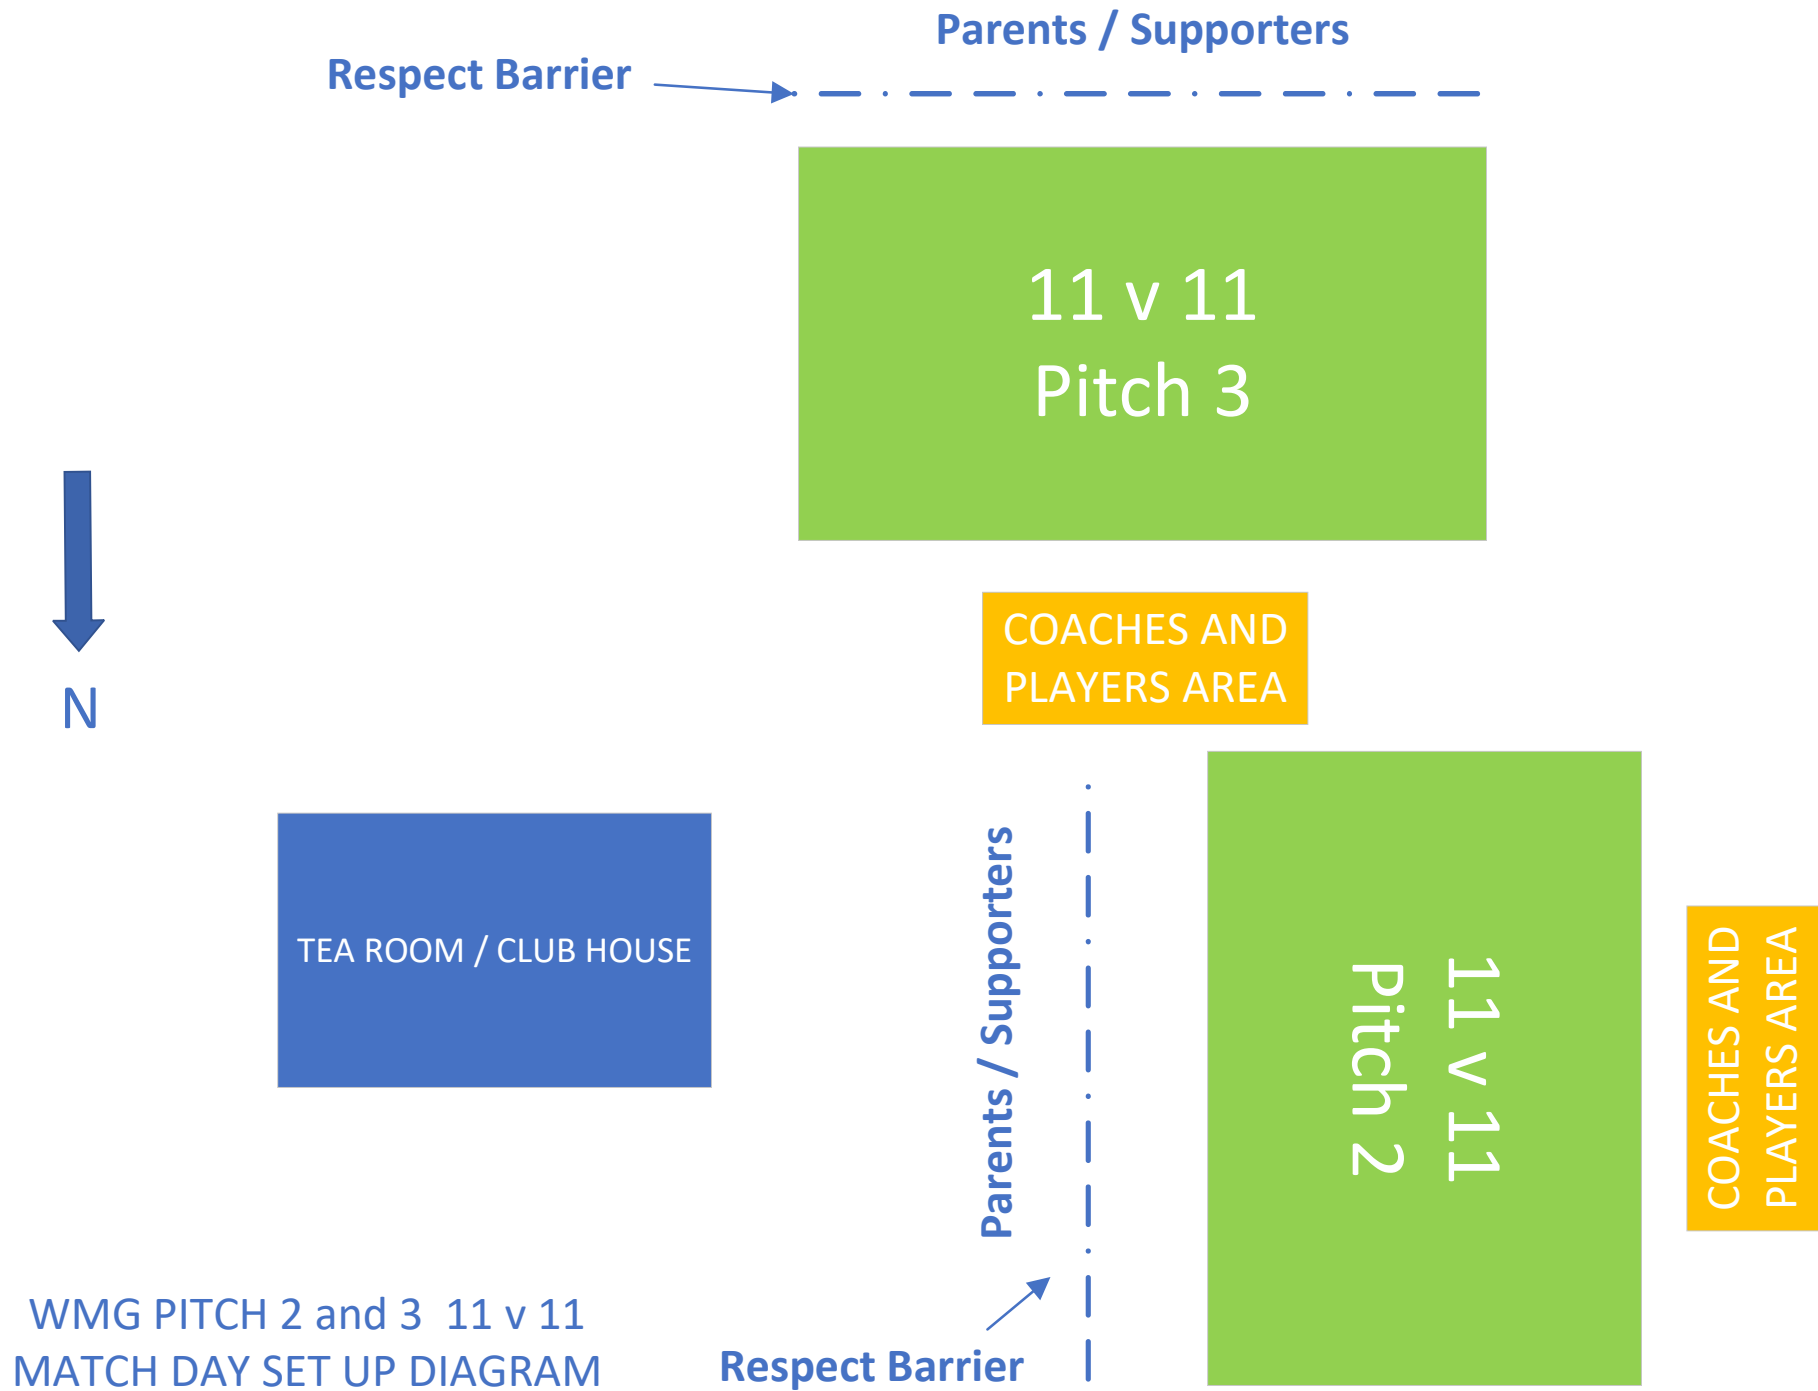 Parents / Supporters
Respect Barrier
11 v 11
Pitch 3
COACHES AND
PLAYERS AREA
N
TEA ROOM / CLUB HOUSE
Parents / Supporters
11 v 11
Pitch 2
COACHES AND
PLAYERS AREA
WMG PITCH 2 and 3  11 v 11
MATCH DAY SET UP DIAGRAM
Respect Barrier